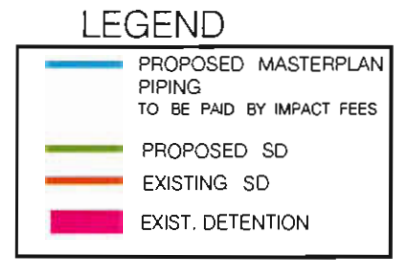 LEGEND
PROPOSED MASTERPLAN
PIPING
TO BE PAID BY IMPACT FEES
PROPOSED SD
EXISTING SD
EXIST. DETENTION